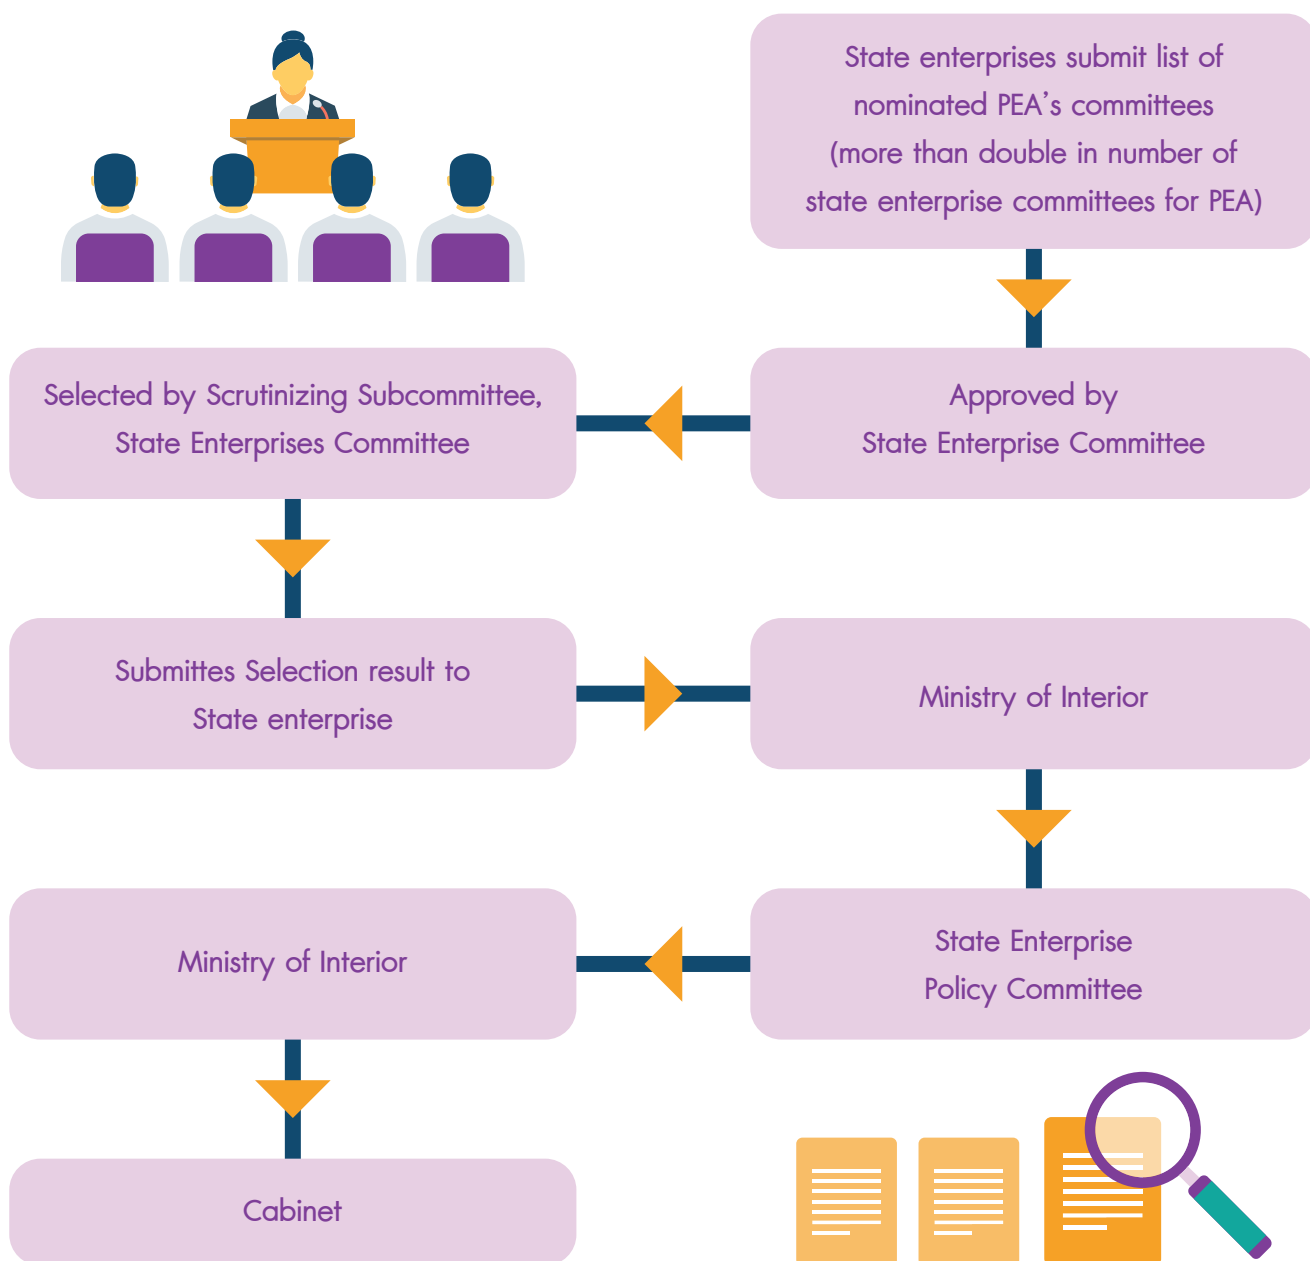 State enterprises submit list of
nominated PEA's committees
(more than double in number of
state enterprise committees for PEA)
Approved by
State Enterprise Committee
Selected by Scrutinizing Subcommittee,
State Enterprises Committee
Submittes Selection result to
State enterprise
Ministry of Interior
State Enterprise
Policy Committee
Ministry of Interior
Cabinet